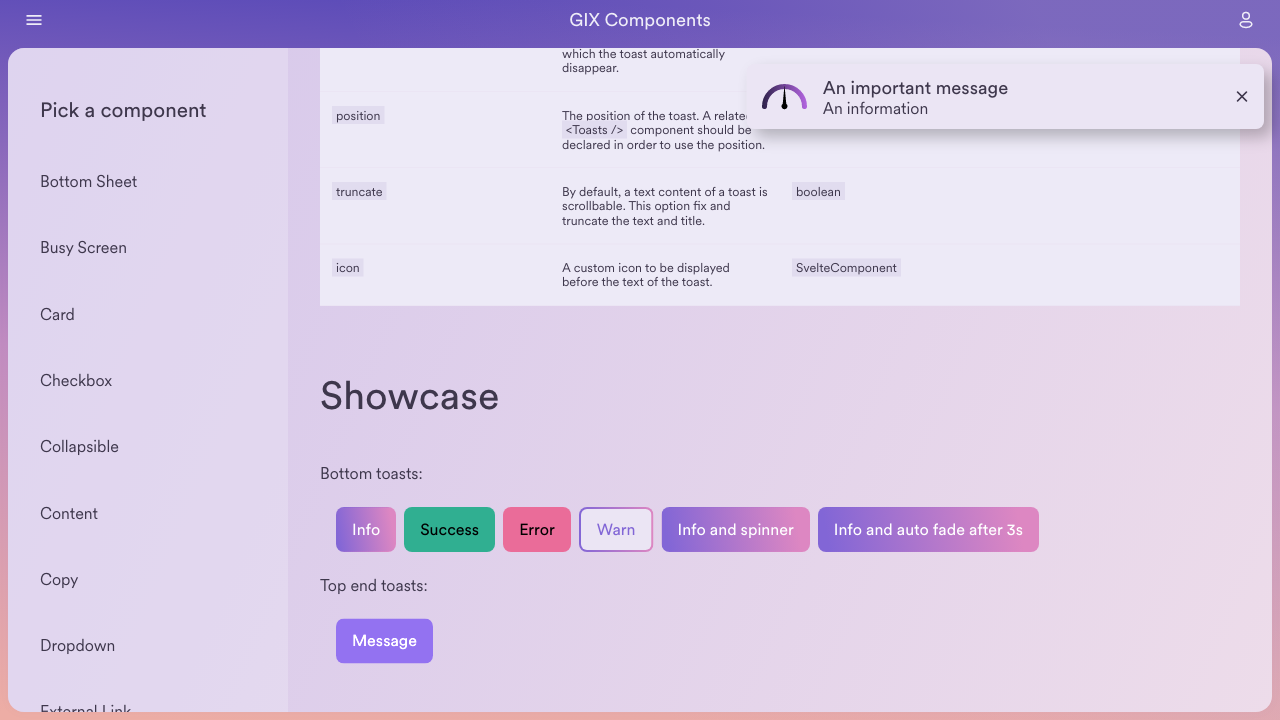 GIX Components
Pick a component
Bottom Sheet
Busy Screen
Card
Checkbox
Collapsible
Content
Copy
Dropdown
External Link
which the toast automatically
disappear.
position
The position of the toast. A relate
<Toasts /> component should be
declared in order to use the position.
truncate
By default, a text content of a toast is
scrollbable. This option fix and
truncate the text and title.
boolean
icon
A custom icon to be displayed
before the text of the toast.
SvelteComponent
An important message
An information
Showcase
Bottom toasts:
Info
Success
Error
Warn
Info and spinner
Info and auto fade after 3s
Top end toasts:
Message